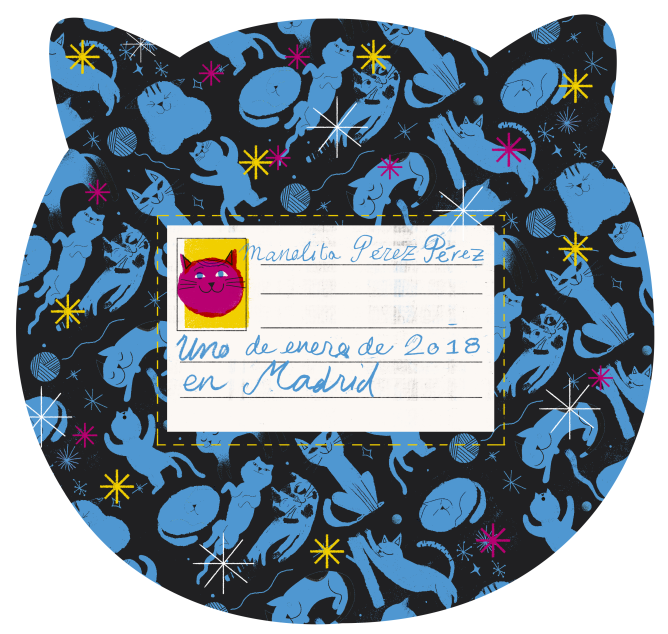 Manolita Pérez Pérez
Uno de enero de 2018
en Madrid